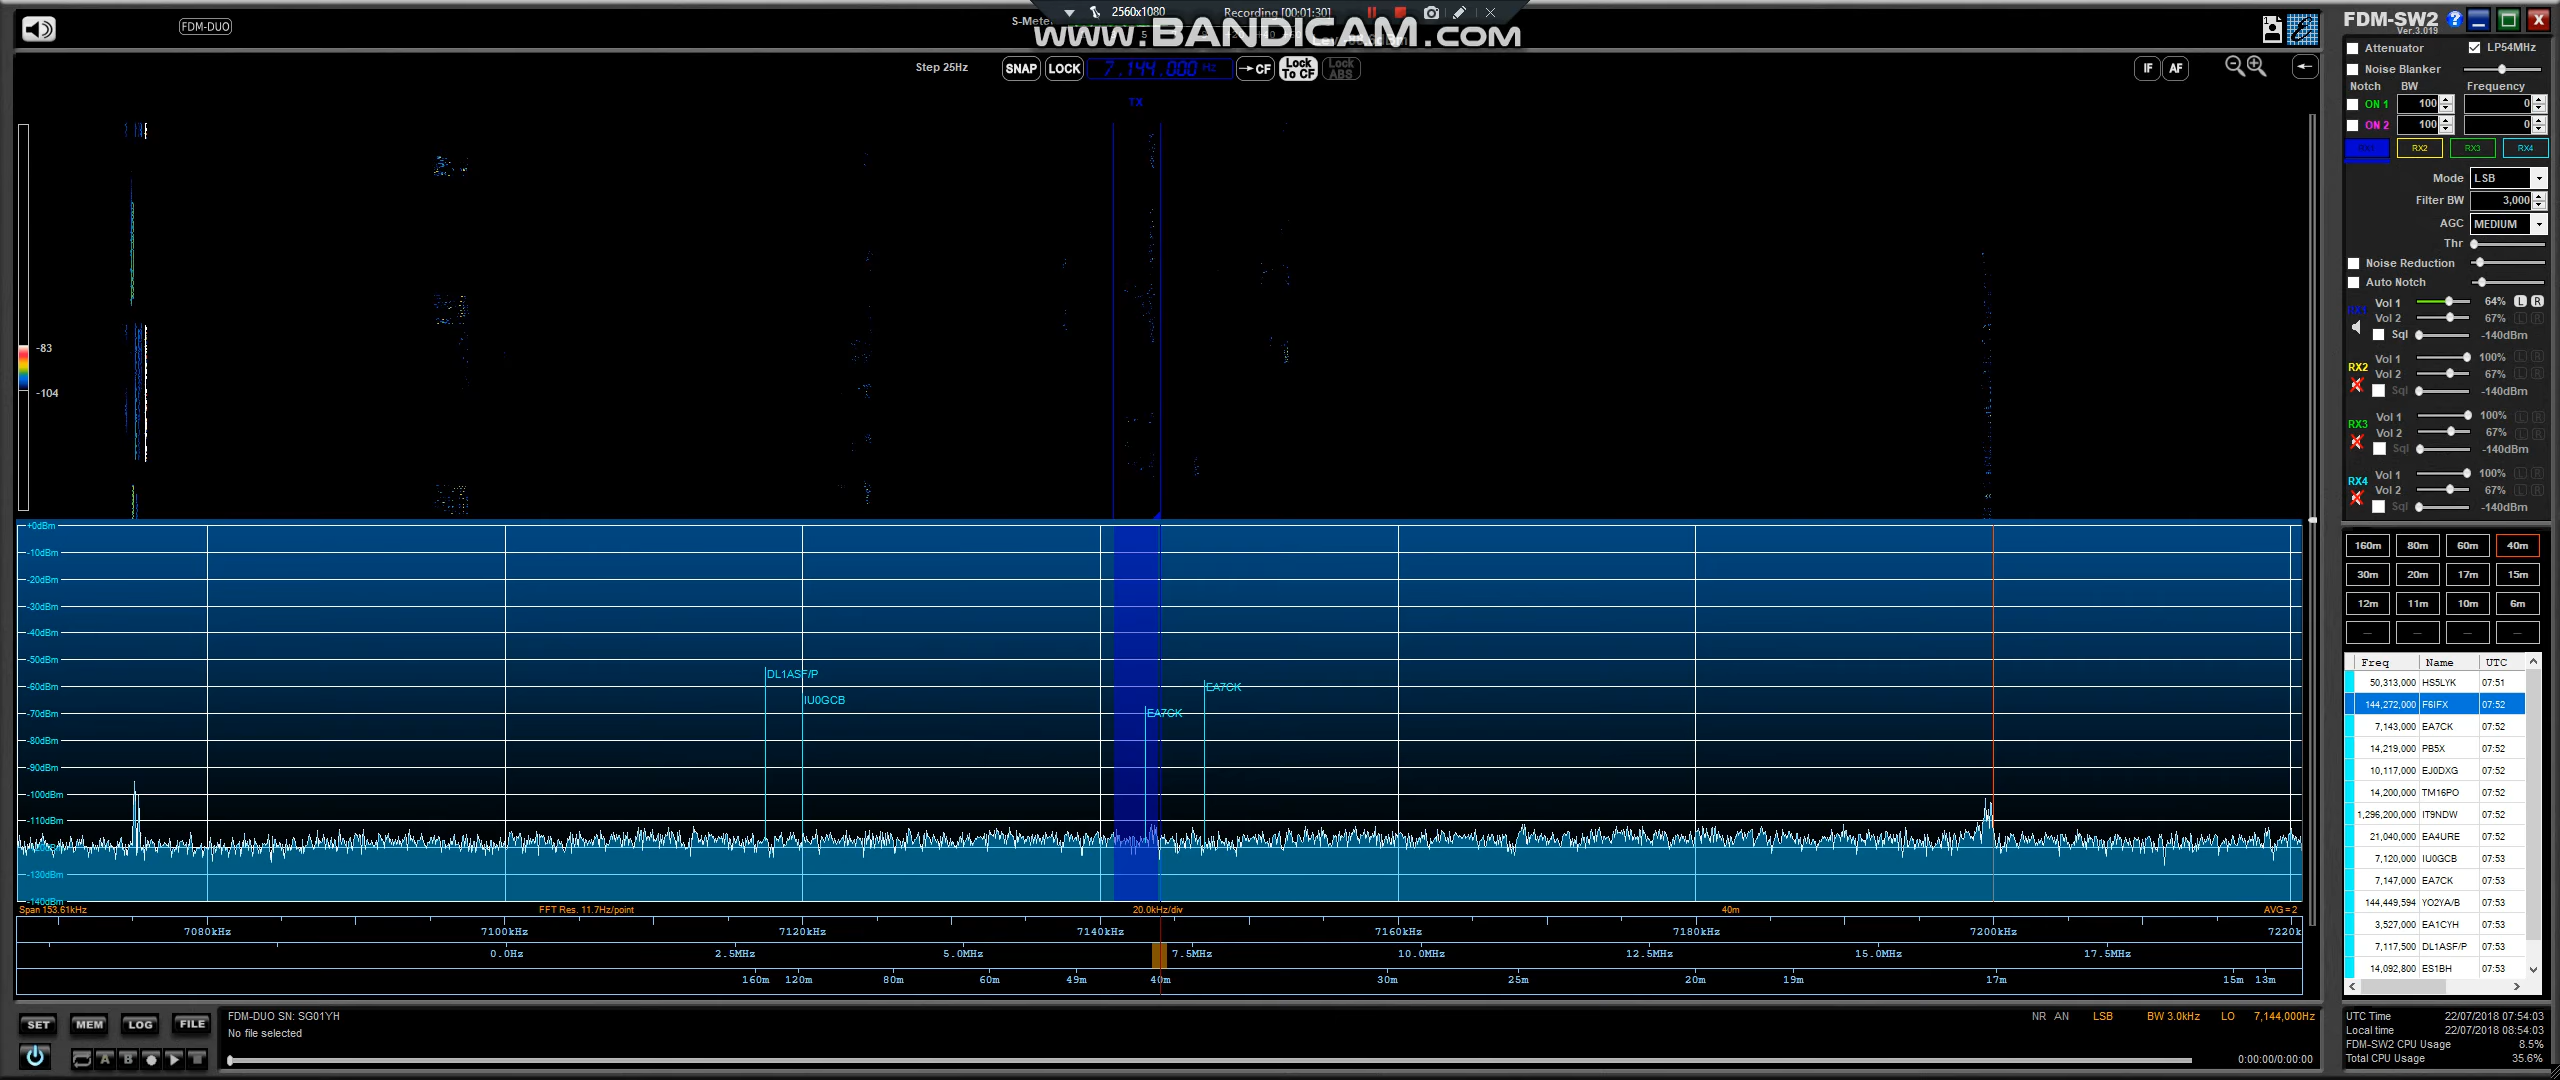 2560x1080
Recording [00:01:30]
www.BANDICAM.com
FDM-DUO
S-Meter
FDM-SW2
Ver.3.019
Step 25Hz
SNAP
LOCK
7,144.000 Hz
→CF
Lock To CF
Lock ABS
IF
AF
TX
-83
-104
Attenuator
LP54MHz
Noise Blanker
Notch BW Frequency
ON 1 100 0
ON 2 100 0
RX1 RX2 RX3 RX4
Mode LSB
Filter BW 3,000
AGC MEDIUM
Thr
Noise Reduction
Auto Notch
RX1
Vol 1 64% L R
Vol 2 67% L R
Sql -140dBm
RX2
Vol 1 100% L R
Vol 2 67% L R
Sql -140dBm
RX3
Vol 1 100% L R
Vol 2 67% L R
Sql -140dBm
RX4
Vol 1 100% L R
Vol 2 67% L R
Sql -140dBm
+0dBm
-10dBm
-20dBm
-30dBm
-40dBm
-50dBm
-60dBm
-70dBm
-80dBm
-90dBm
-100dBm
-110dBm
-120dBm
-130dBm
-140dBm
DL1ASF/P
IU0GCB
EA7CK
EA7CK
Span 153.61kHz FFT Res. 11.7Hz/point 20.0kHz/div 40m AVG=2
7080kHz 7100kHz 7120kHz 7140kHz 7160kHz 7180kHz 7200kHz 7220k
0.0Hz 2.5MHz 5.0MHz 7.5MHz 10.0MHz 12.5MHz 15.0MHz 17.5MHz
160m 120m 80m 60m 49m 40m 30m 25m 20m 19m 17m 15m 13m
160m 80m 60m 40m
30m 20m 17m 15m
12m 11m 10m 6m
Freq Name UTC
50,313,000 HS5LYK 07:51
144,272,000 F6IFX 07:52
7,143,000 EA7CK 07:52
14,219,000 PB5X 07:52
10,117,000 EJ0DXG 07:52
14,200,000 TM16PO 07:52
1,296,200,000 IT9NDW 07:52
21,040,000 EA4URE 07:52
7,120,000 IU0GCB 07:53
7,147,000 EA7CK 07:53
144,449,594 YO2YA/B 07:53
3,527,000 EA1CYH 07:53
7,117,500 DL1ASF/P 07:53
14,092,800 ES1BH 07:53
SET MEM LOG FILE
A B
FDM-DUO SN: SG01YH
No file selected
NR AN LSB BW 3.0kHz LO 7,144,000Hz
0:00:00/0:00:00
UTC Time 22/07/2018 07:54:03
Local time 22/07/2018 08:54:03
FDM-SW2 CPU Usage 8.5%
Total CPU Usage 35.6%